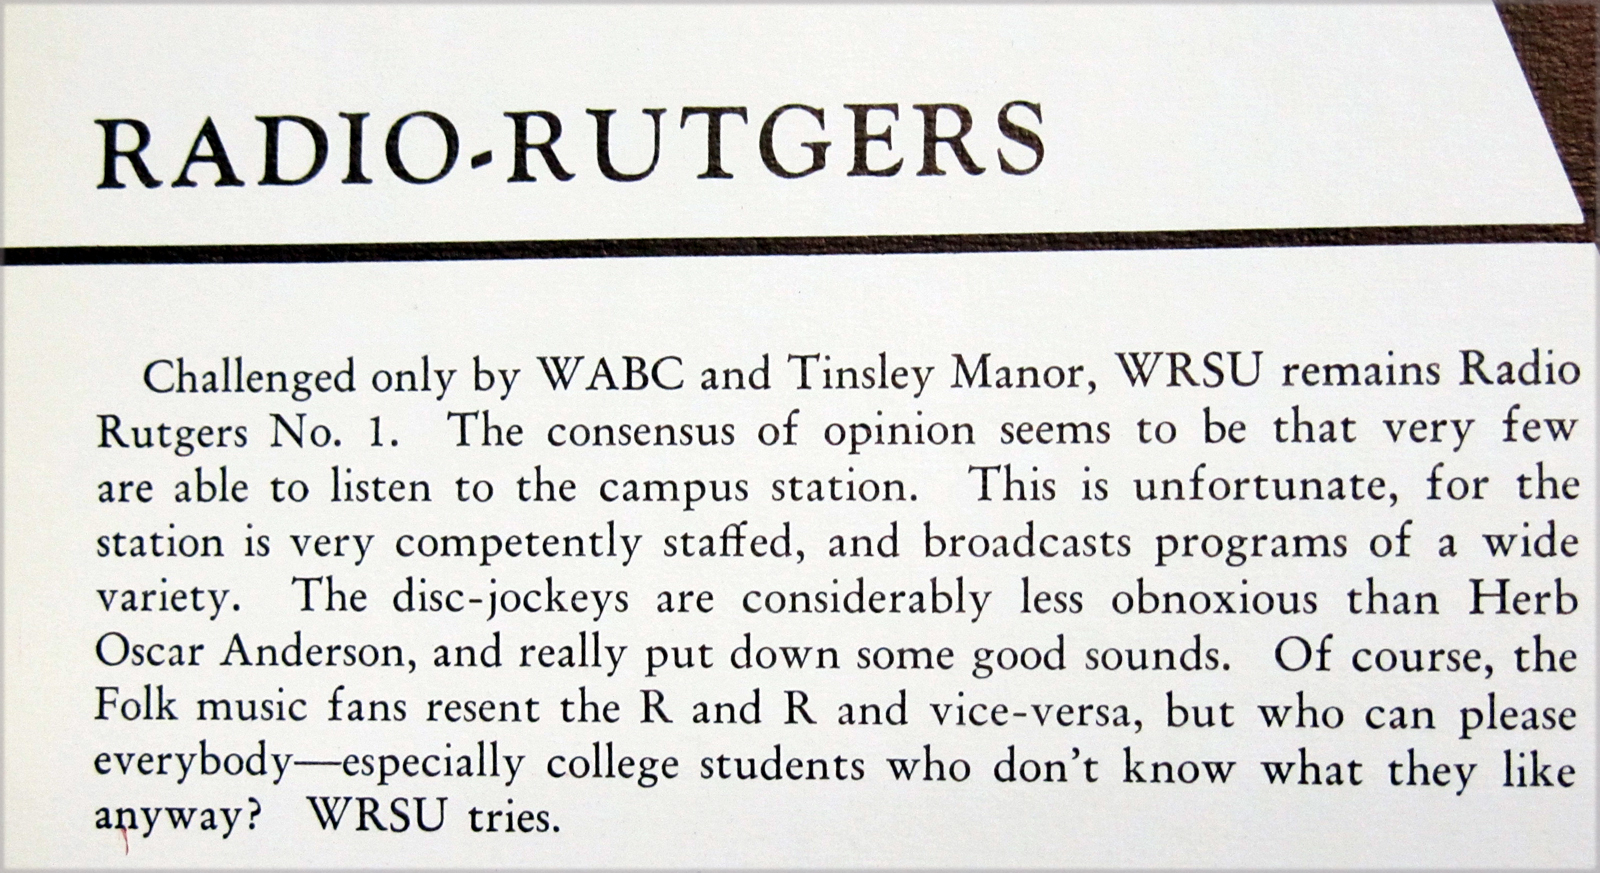 RADIO-RUTGERS
Challenged only by WABC and Tinsley Manor, WRSU remains Radio
Rutgers No. 1. The consensus of opinion seems to be that very few
are able to listen to the campus station. This is unfortunate, for the
station is very competently staffed, and broadcasts programs of a wide
variety. The disc-jockeys are considerably less obnoxious than Herb
Oscar Anderson, and really put down some good sounds. Of course, the
Folk music fans resent the R and R and vice-versa, but who can please
everybody—especially college students who don't know what they like
anyway? WRSU tries.